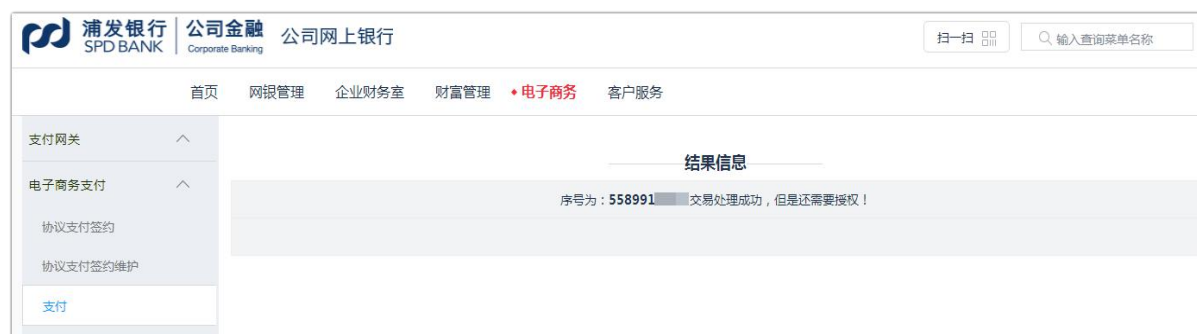 浦发银行 公司金融 公司网上银行 扫一扫 输入查询菜单名称
SPD BANK Corporate Banking
首页 网银管理 企业财务室 财富管理 电子商务 客户服务
支付网关
结果信息
电子商务支付
序号为：558991 交易处理成功，但是还需要授权！
协议支付签约
协议支付签约维护
支付